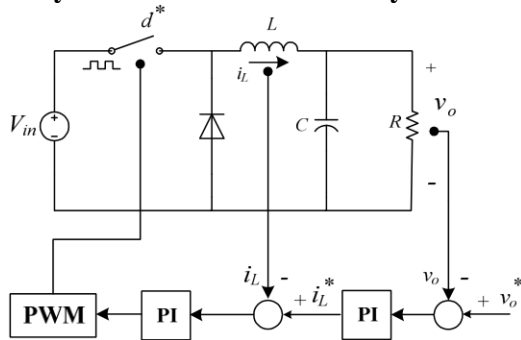 d*
L
i_L
+
V_in
+
-
C
R
v_o
-
i_L
-
v_o
-
PWM
PI
+
i_L*
PI
+
v_o*